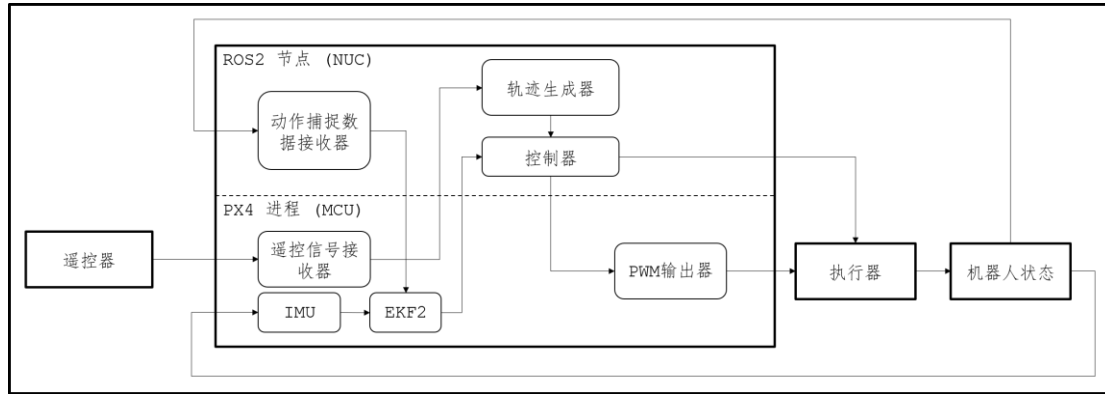 ROS2 节点 (NUC)
轨迹生成器
动作捕捉数
据接收器
控制器
PX4 进程 (MCU)
遥控器
遥控信号接
收器
PWM输出器
执行器
机器人状态
IMU
EKF2